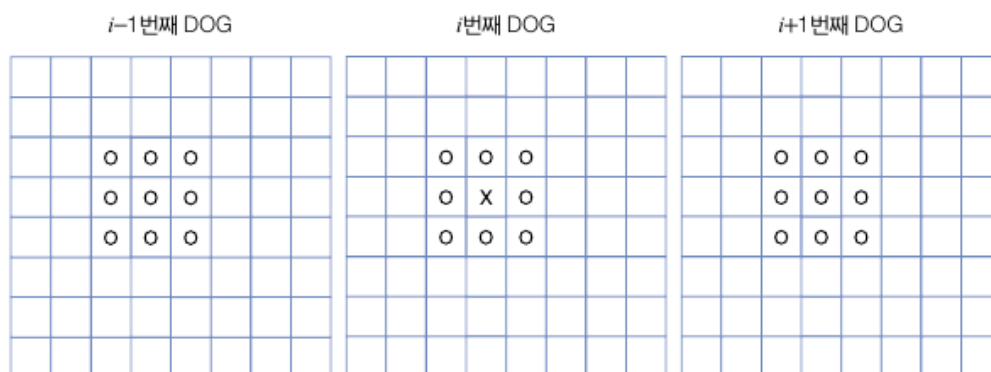 i–1번째 DOG i번째 DOG i+1번째 DOG
O O O O O O O O O
O O O O X O O O O
O O O O O O O O O